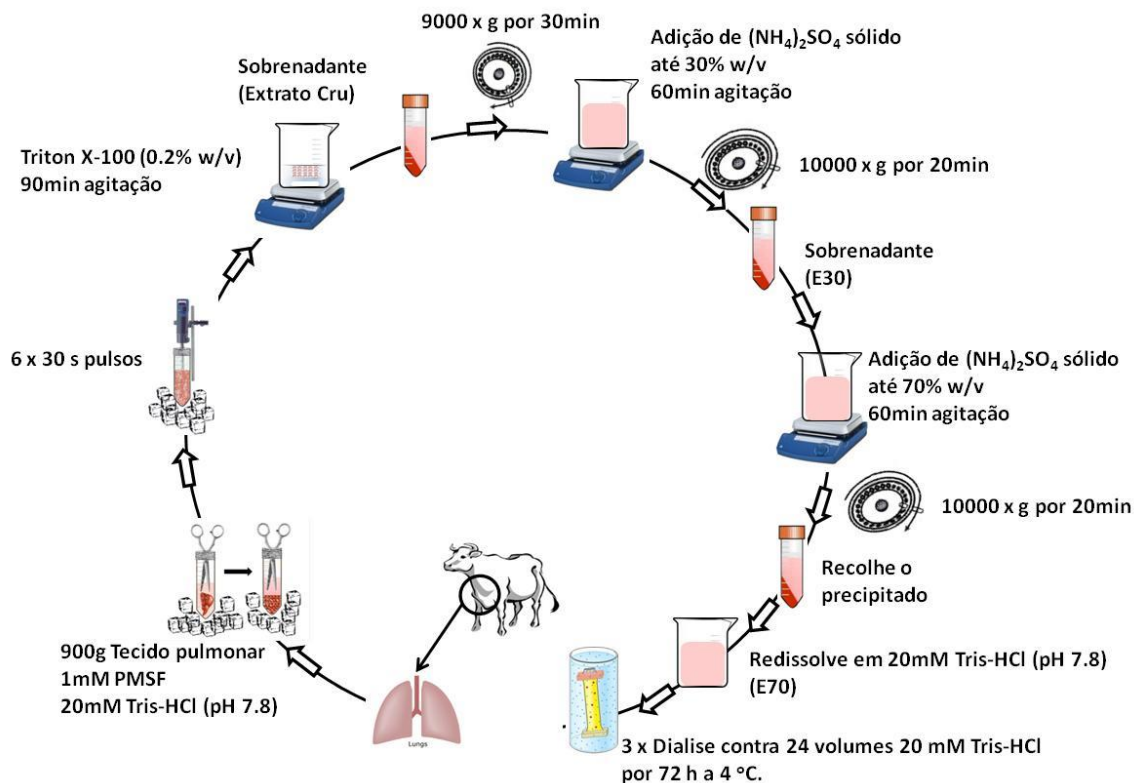 9000 x g por 30min
Adição de (NH₄)₂SO₄ sólido
até 30% w/v
60min agitação
Sobrenadante
(Extrato Cru)
Triton X-100 (0.2% w/v)
90min agitação
10000 x g por 20min
Sobrenadante
(E30)
6 x 30 s pulsos
Adição de (NH₄)₂SO₄ sólido
até 70% w/v
60min agitação
10000 x g por 20min
Recolhe o
precipitado
900g Tecido pulmonar
1mM PMSF
20mM Tris-HCl (pH 7.8)
Lungs
Redissolve em 20mM Tris-HCl (pH 7.8)
(E70)
3 x Dialise contra 24 volumes 20 mM Tris-HCl
por 72 h a 4 °C.